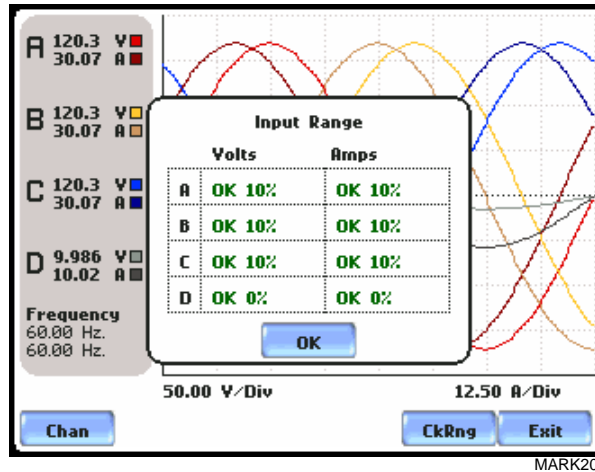 A 120.3 V
30.07 A
B 120.3 V
30.07 A
C 120.3 V
30.07 A
D 9.986 V
10.02 A
Frequency
60.00 Hz.
60.00 Hz.
Input Range
Volts Amps
A OK 10% OK 10%
B OK 10% OK 10%
C OK 10% OK 10%
D OK 0% OK 0%
OK
50.00 V/Div 12.50 A/Div
Chan CkRng Exit
MARK20